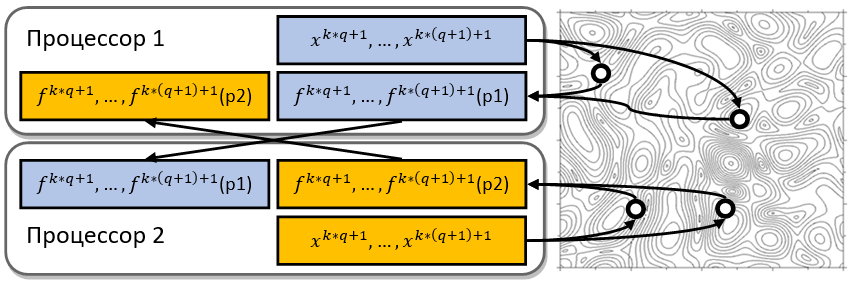 Процессор 1
x^{k*q+1}, ... , x^{k*(q+1)+1}
f^{k*q+1}, ... , f^{k*(q+1)+1}(p2)
f^{k*q+1}, ... , f^{k*(q+1)+1}(p1)
f^{k*q+1}, ... , f^{k*(q+1)+1}(p1)
f^{k*q+1}, ... , f^{k*(q+1)+1}(p2)
Процессор 2
x^{k*q+1}, ... , x^{k*(q+1)+1}